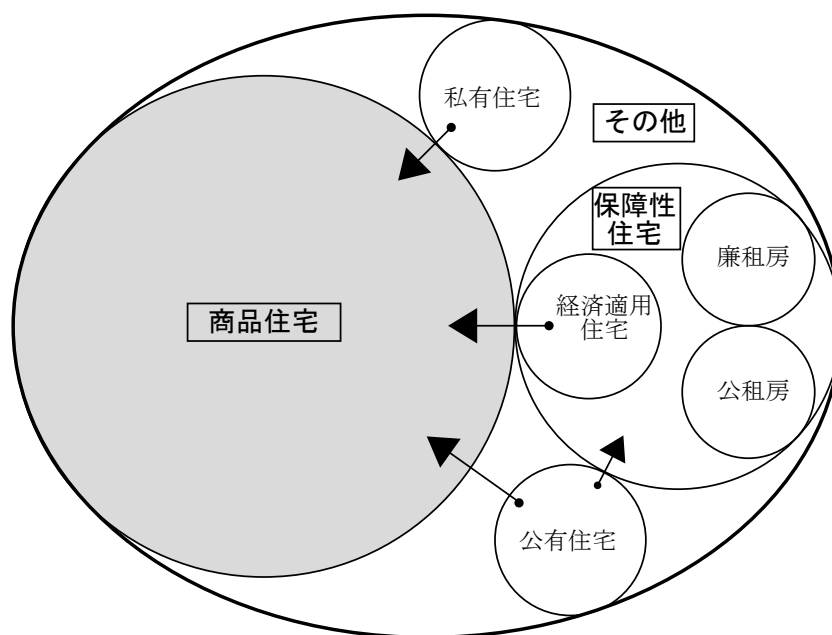 私有住宅
その他
保障性
住宅
廉租房
商品住宅
経済適用
住宅
公租房
公有住宅